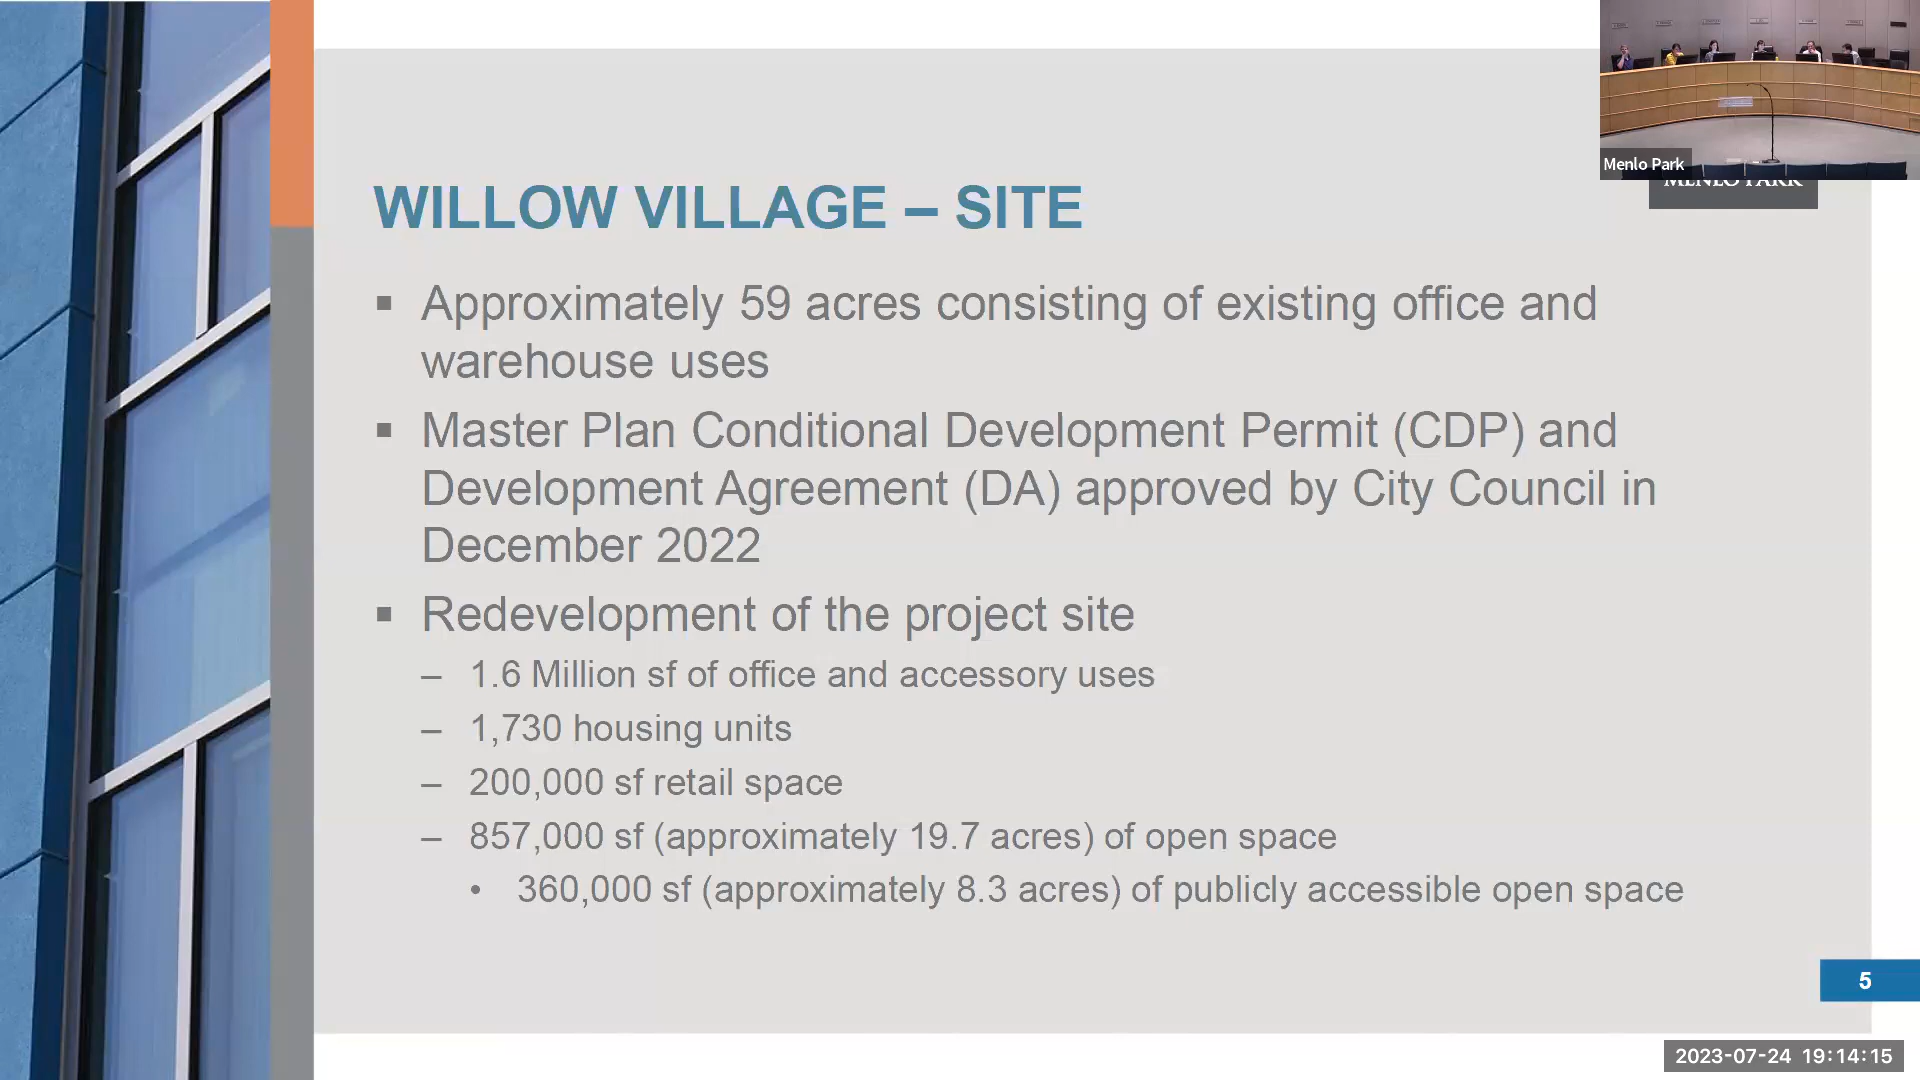 Menlo Park
MENLO PARK
WILLOW VILLAGE – SITE
▪ Approximately 59 acres consisting of existing office and
warehouse uses
▪ Master Plan Conditional Development Permit (CDP) and
Development Agreement (DA) approved by City Council in
December 2022
▪ Redevelopment of the project site
– 1.6 Million sf of office and accessory uses
– 1,730 housing units
– 200,000 sf retail space
– 857,000 sf (approximately 19.7 acres) of open space
• 360,000 sf (approximately 8.3 acres) of publicly accessible open space
5
2023-07-24 19:14:15